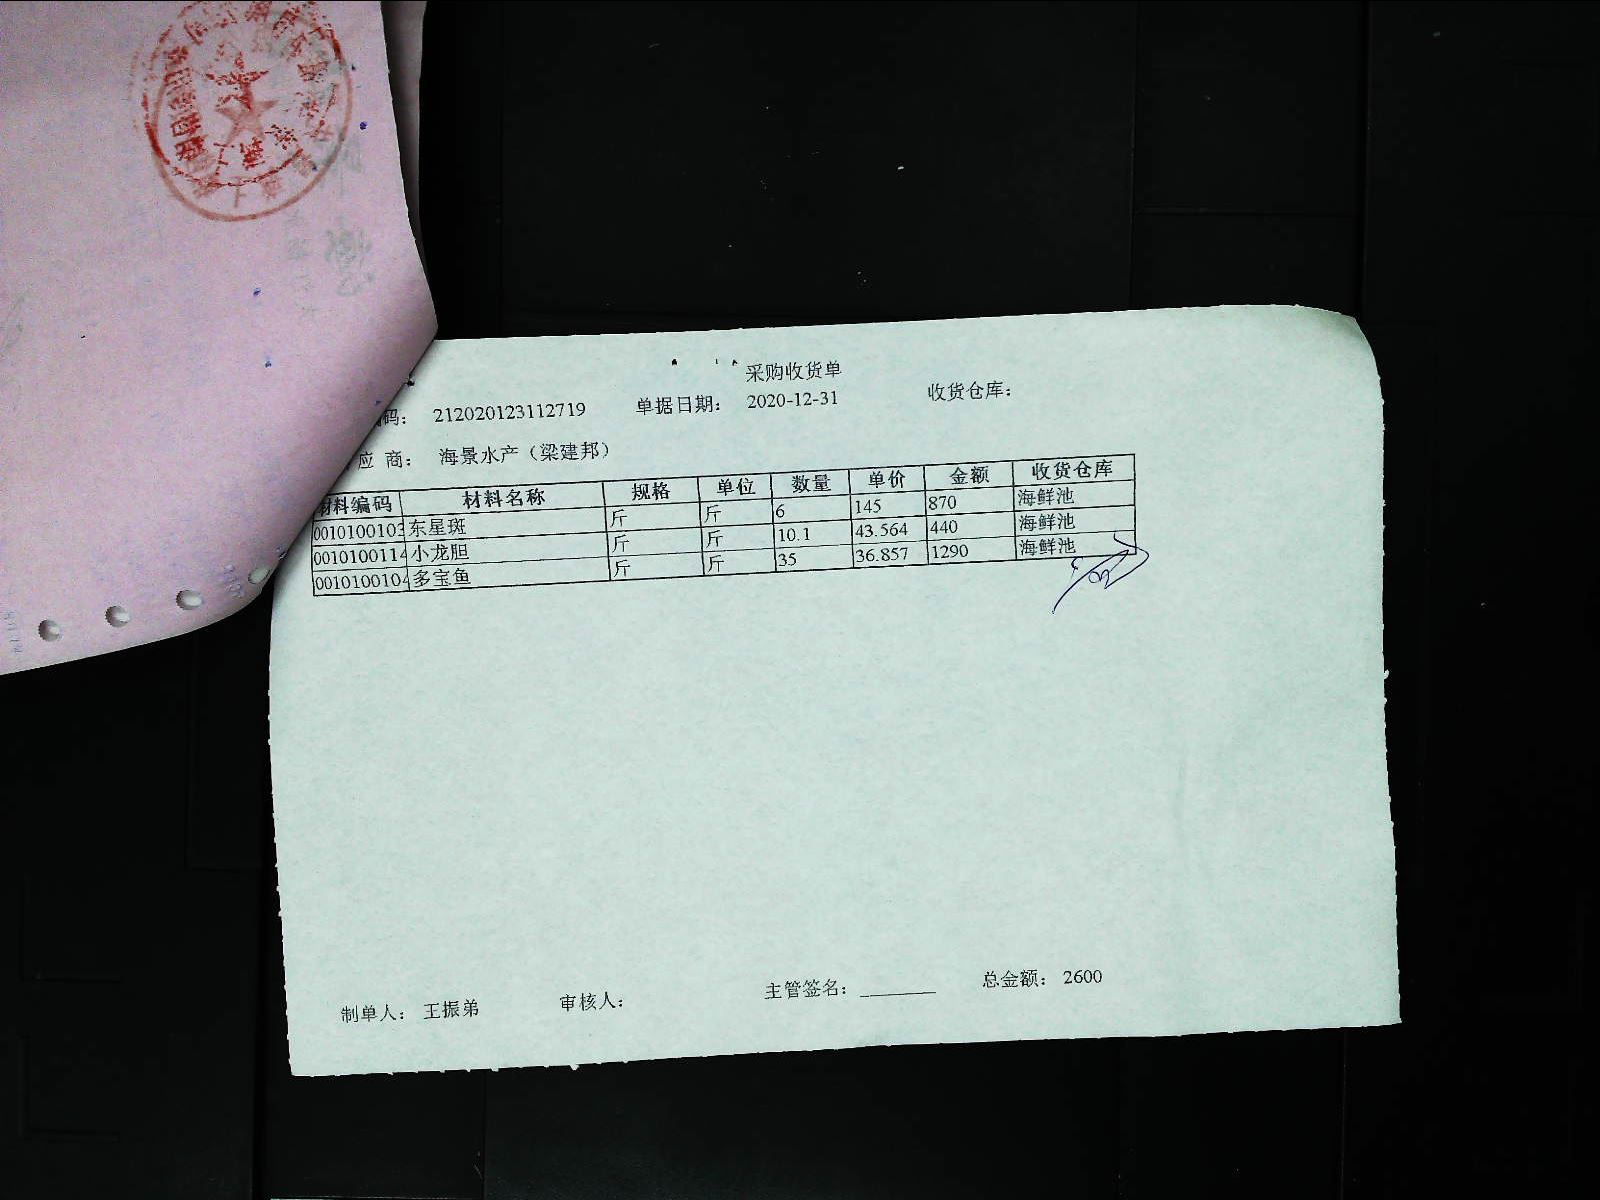 采购收货单
码： 212020123112719 单据日期： 2020-12-31 收货仓库：
应 商： 海景水产（梁建邦）
材料编码 材料名称 规格 单位 数量 单价 金额 收货仓库
0010100103 东星斑 斤 斤 6 145 870 海鲜池
0010100114 小龙胆 斤 斤 10.1 43.564 440 海鲜池
0010100104 多宝鱼 斤 斤 35 36.857 1290 海鲜池
制单人： 王振弟 审核人： 主管签名： 总金额： 2600